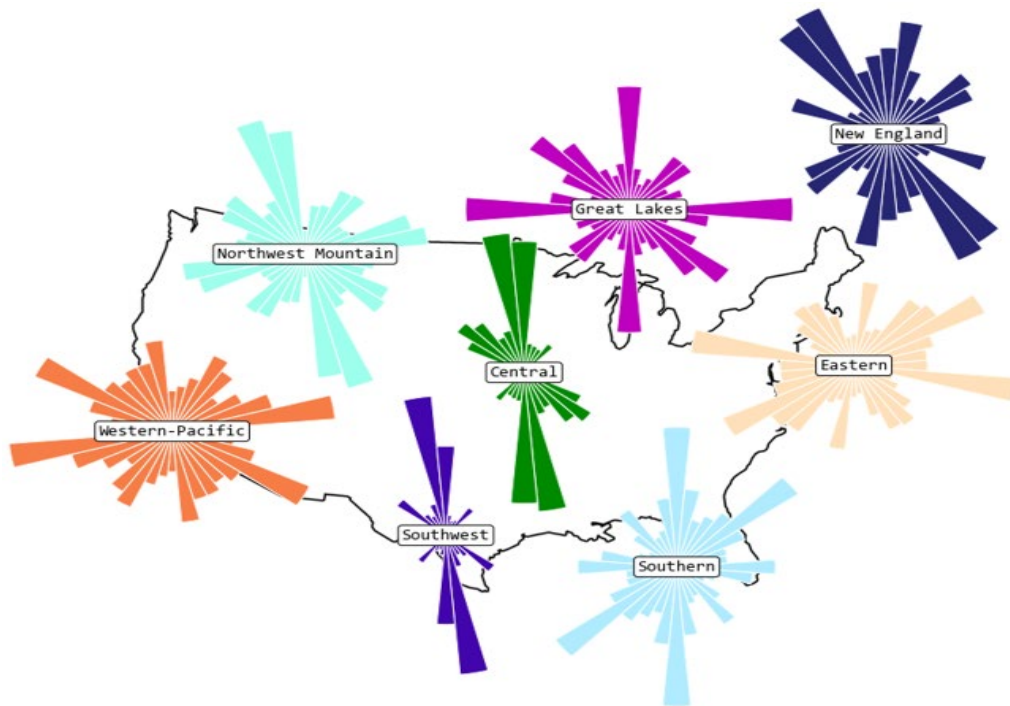 New England
Great Lakes
Northwest Mountain
Eastern
Central
Western-Pacific
Southwest
Southern